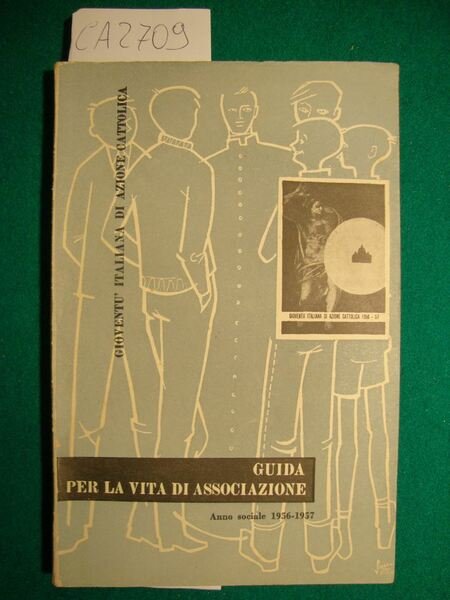 CA2709
GIOVENTU' ITALIANA DI AZIONE CATTOLICA
GIOVENTÙ ITALIANA DI AZIONE CATTOLICA 1956 - 57
GUIDA
PER LA VITA DI ASSOCIAZIONE
Anno sociale 1956-1957